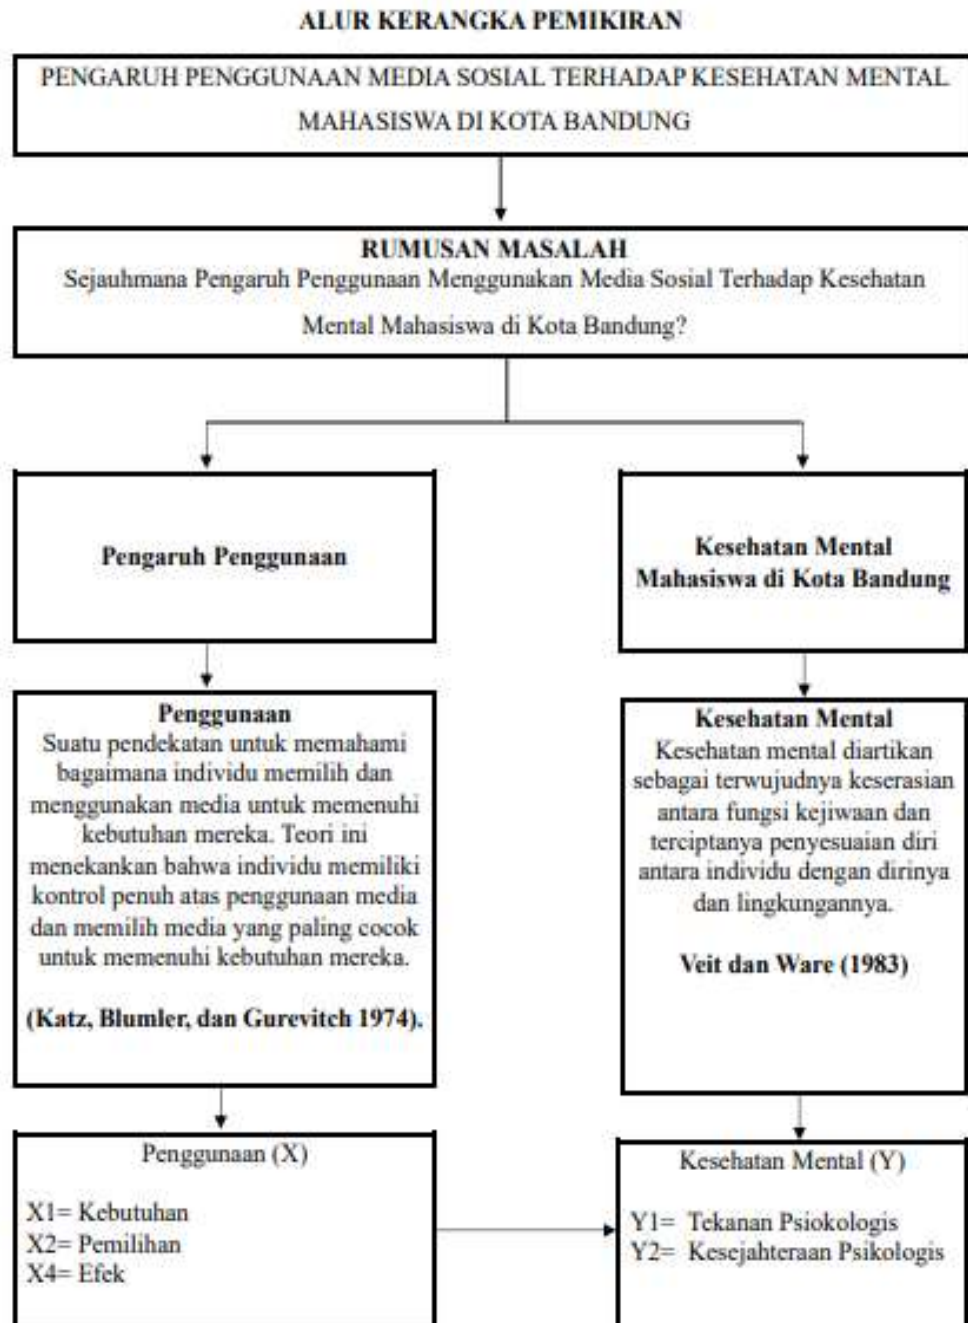 ALUR KERANGKA PEMIKIRAN
PENGARUH PENGGUNAAN MEDIA SOSIAL TERHADAP KESEHATAN MENTAL
MAHASISWA DI KOTA BANDUNG
RUMUSAN MASALAH
Sejauhmana Pengaruh Penggunaan Menggunakan Media Sosial Terhadap Kesehatan
Mental Mahasiswa di Kota Bandung?
Pengaruh Penggunaan
Kesehatan Mental
Mahasiswa di Kota Bandung
Penggunaan
Suatu pendekatan untuk memahami
bagaimana individu memilih dan
menggunakan media untuk memenuhi
kebutuhan mereka. Teori ini
menekankan bahwa individu memiliki
kontrol penuh atas penggunaan media
dan memilih media yang paling cocok
untuk memenuhi kebutuhan mereka.
(Katz, Blumler, dan Gurevitch 1974).
Kesehatan Mental
Kesehatan mental diartikan
sebagai terwujudnya keserasian
antara fungsi kejiwaan dan
terciptanya penyesuaian diri
antara individu dengan dirinya
dan lingkungannya.
Veit dan Ware (1983)
Penggunaan (X)
X1= Kebutuhan
X2= Pemilihan
X4= Efek
Kesehatan Mental (Y)
Y1= Tekanan Psiokologis
Y2= Kesejahteraan Psikologis